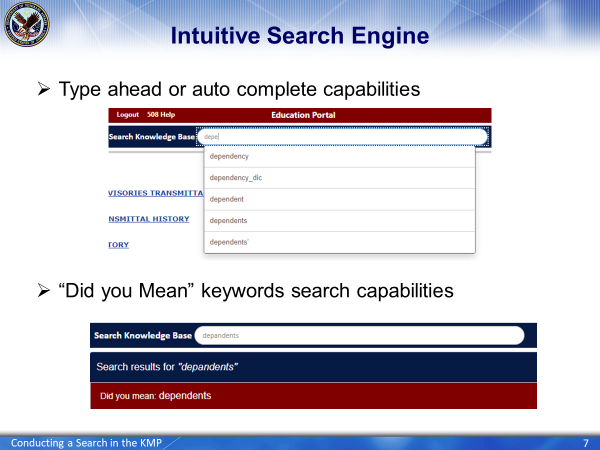 Intuitive Search Engine
Type ahead or auto complete capabilities
Logout 508 Help Education Portal
Search Knowledge Base depe
dependency
dependency_dic
dependent
dependents
dependents'
VISORIES TRANSMITTA
NSMITTAL HISTORY
TORY
“Did you Mean” keywords search capabilities
Search Knowledge Base depandents
Search results for "depandents"
Did you mean: dependents
Conducting a Search in the KMP 7